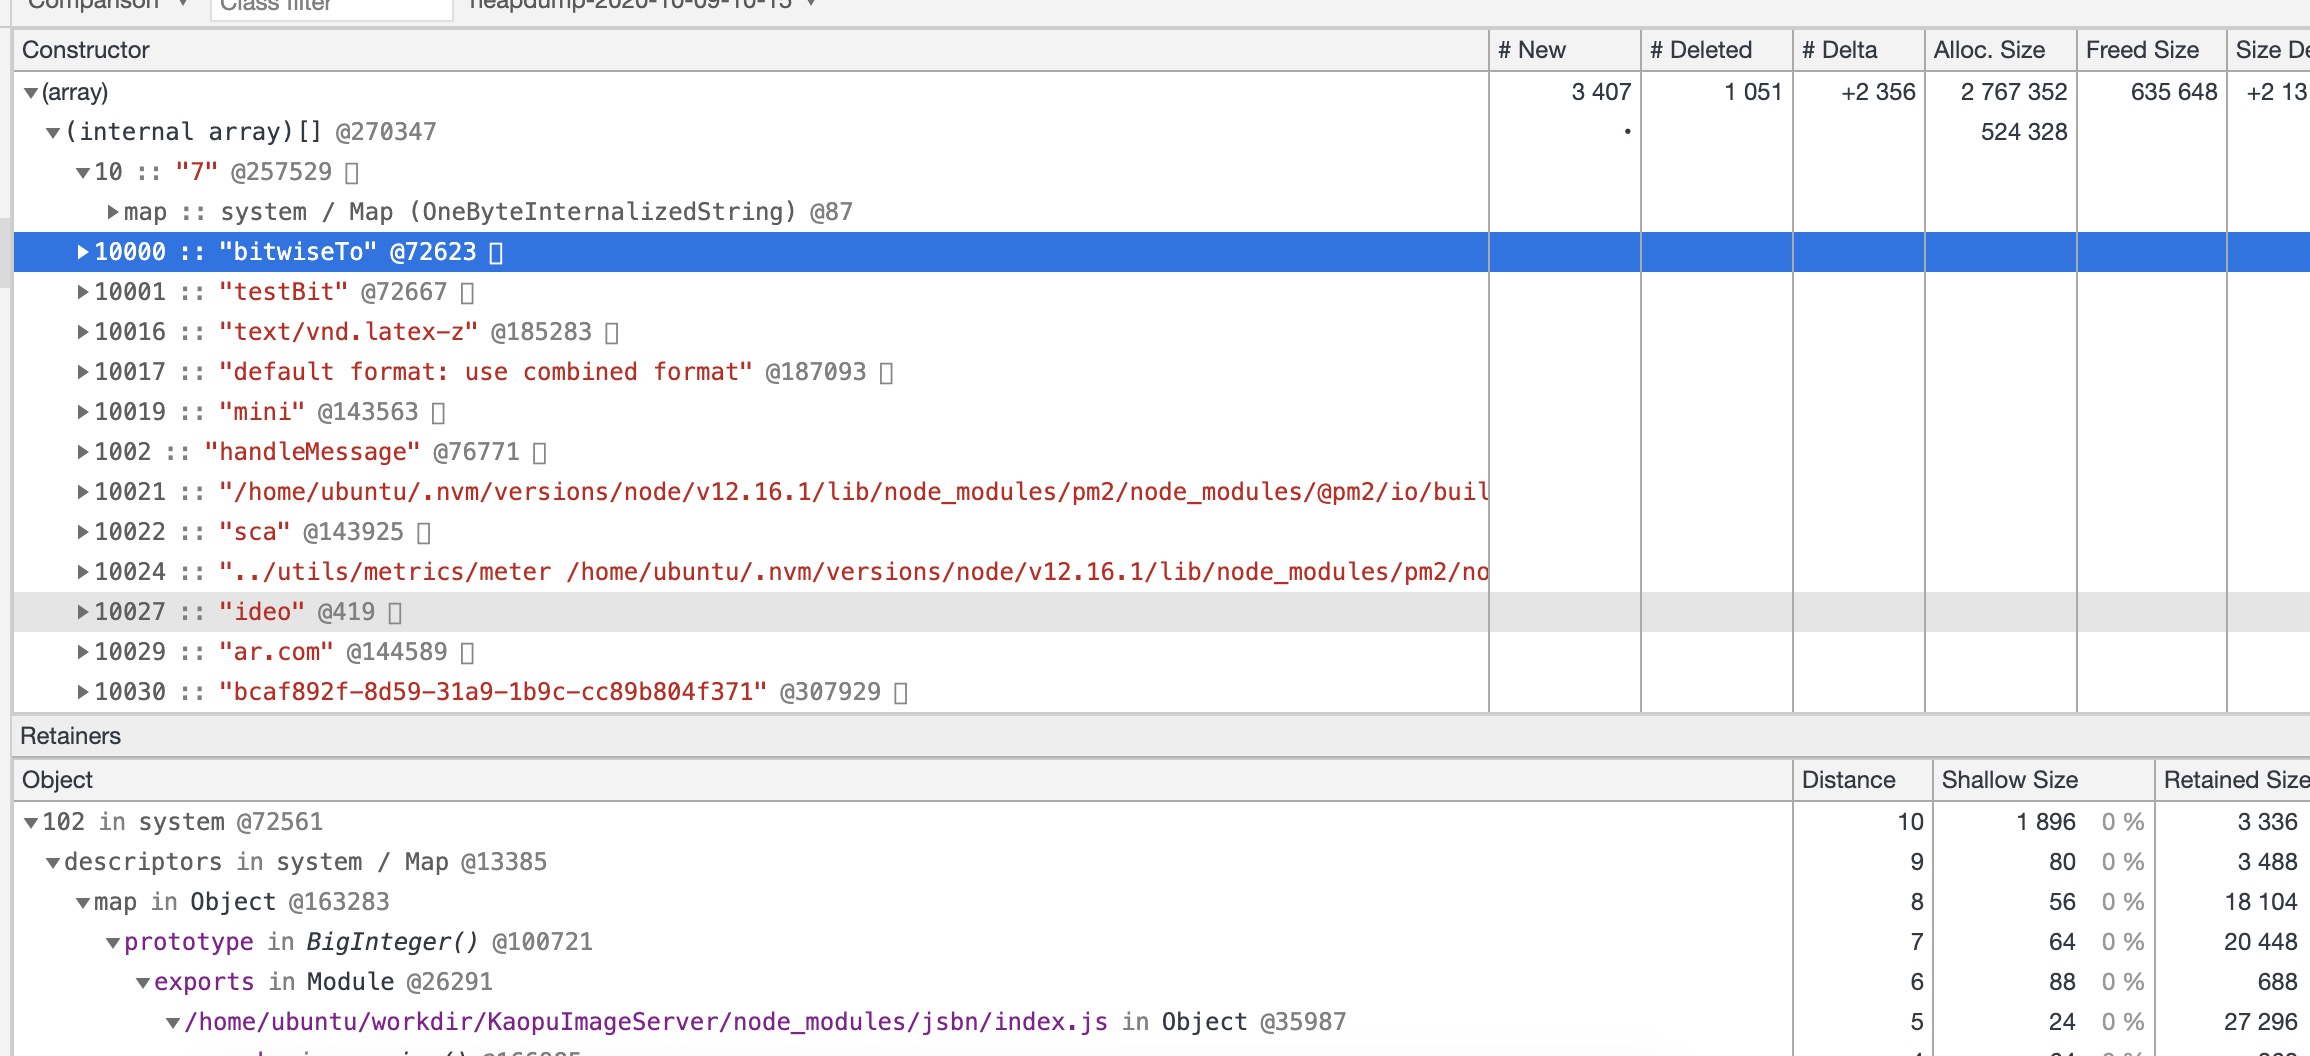 Comparison ▼ Class filter heapdump-2020-10-09-10-15 ▼
Constructor # New # Deleted # Delta Alloc. Size Freed Size Size De
▼(array) 3 407 1 051 +2 356 2 767 352 635 648 +2 13
▼(internal array)[] @270347 • 524 328
▼10 :: "7" @257529 
▶map :: system / Map (OneByteInternalizedString) @87
▶10000 :: "bitwiseTo" @72623 
▶10001 :: "testBit" @72667 
▶10016 :: "text/vnd.latex-z" @185283 
▶10017 :: "default format: use combined format" @187093 
▶10019 :: "mini" @143563 
▶1002 :: "handleMessage" @76771 
▶10021 :: "/home/ubuntu/.nvm/versions/node/v12.16.1/lib/node_modules/pm2/node_modules/@pm2/io/buil
▶10022 :: "sca" @143925 
▶10024 :: "../utils/metrics/meter /home/ubuntu/.nvm/versions/node/v12.16.1/lib/node_modules/pm2/no
▶10027 :: "ideo" @419 
▶10029 :: "ar.com" @144589 
▶10030 :: "bcaf892f-8d59-31a9-1b9c-cc89b804f371" @307929 
Retainers
Object Distance Shallow Size Retained Size
▼102 in system @72561 10 1 896 0 % 3 336
▼descriptors in system / Map @13385 9 80 0 % 3 488
▼map in Object @163283 8 56 0 % 18 104
▼prototype in BigInteger() @100721 7 64 0 % 20 448
▼exports in Module @26291 6 88 0 % 688
▼/home/ubuntu/workdir/KaopuImageServer/node_modules/jsbn/index.js in Object @35987 5 24 0 % 27 296